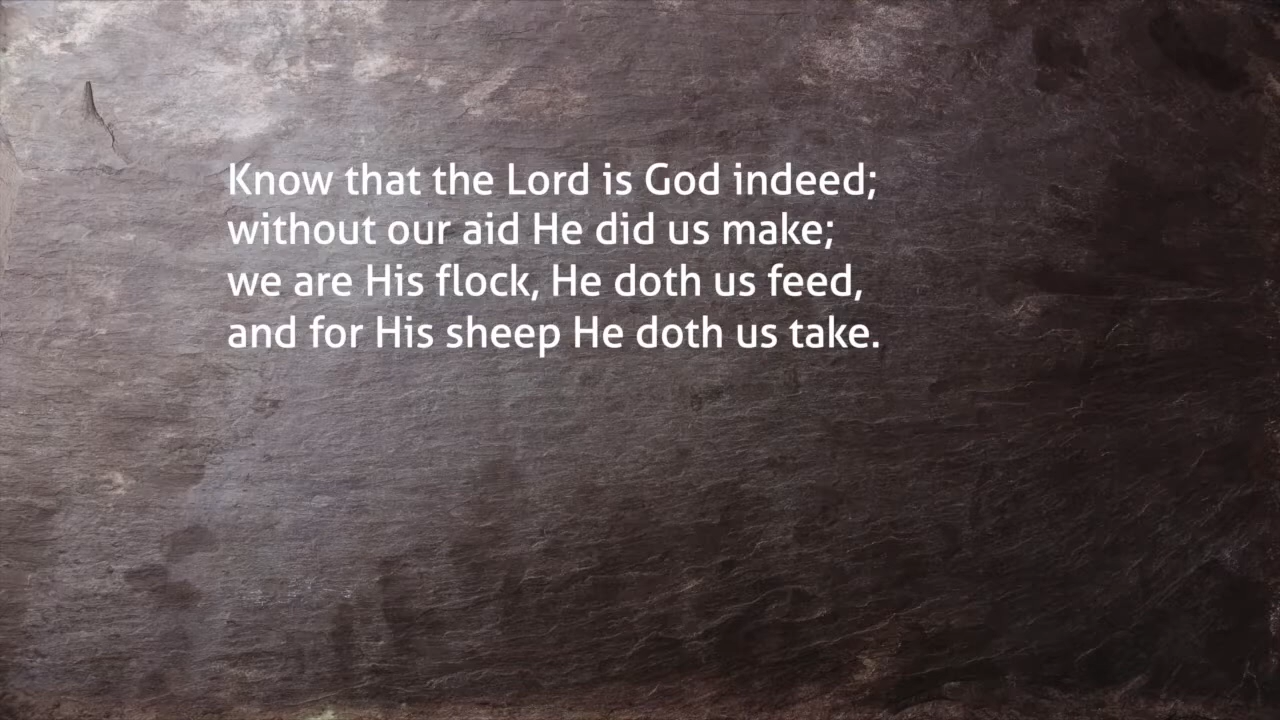 Know that the Lord is God indeed;
without our aid He did us make;
we are His flock, He doth us feed,
and for His sheep He doth us take.